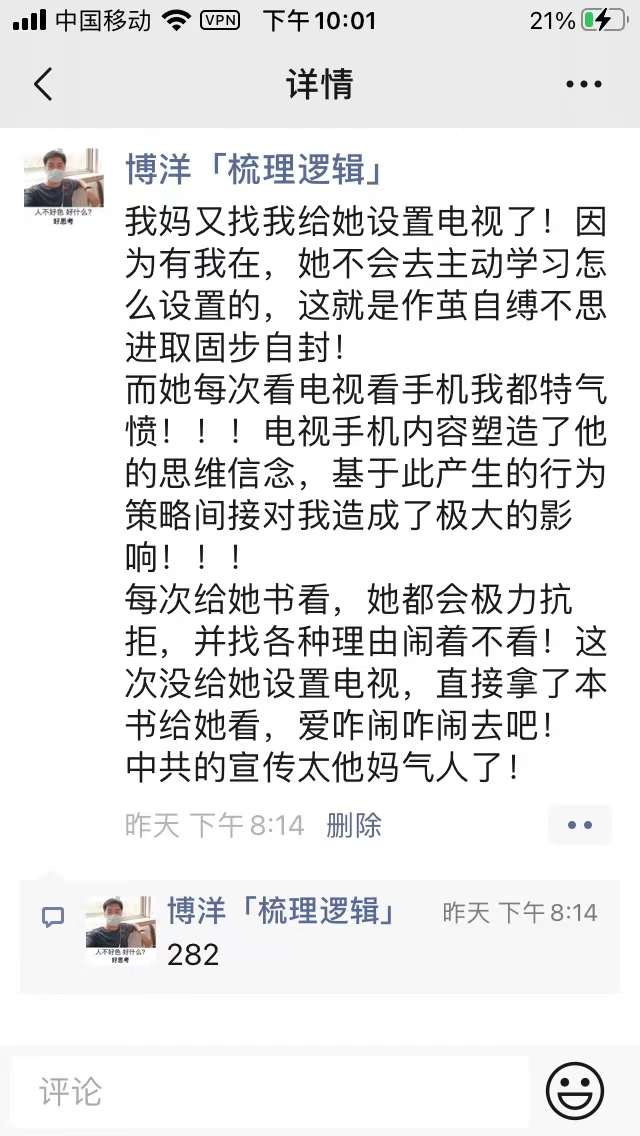 中国移动 VPN 下午10:01 21%
详情
博洋「梳理逻辑」
人不好色 好什么?
好思考
我妈又找我给她设置电视了！因
为有我在，她不会去主动学习怎
么设置的，这就是作茧自缚不思
进取固步自封！
而她每次看电视看手机我都特气
愤！！！电视手机内容塑造了他
的思维信念，基于此产生的行为
策略间接对我造成了极大的影
响！！！
每次给她书看，她都会极力抗
拒，并找各种理由闹着不看！这
次没给她设置电视，直接拿了本
书给她看，爱咋闹咋闹去吧！
中共的宣传太他妈气人了！
昨天 下午8:14 删除
博洋「梳理逻辑」 昨天 下午8:14
人不好色 好什么?
好思考
282
评论